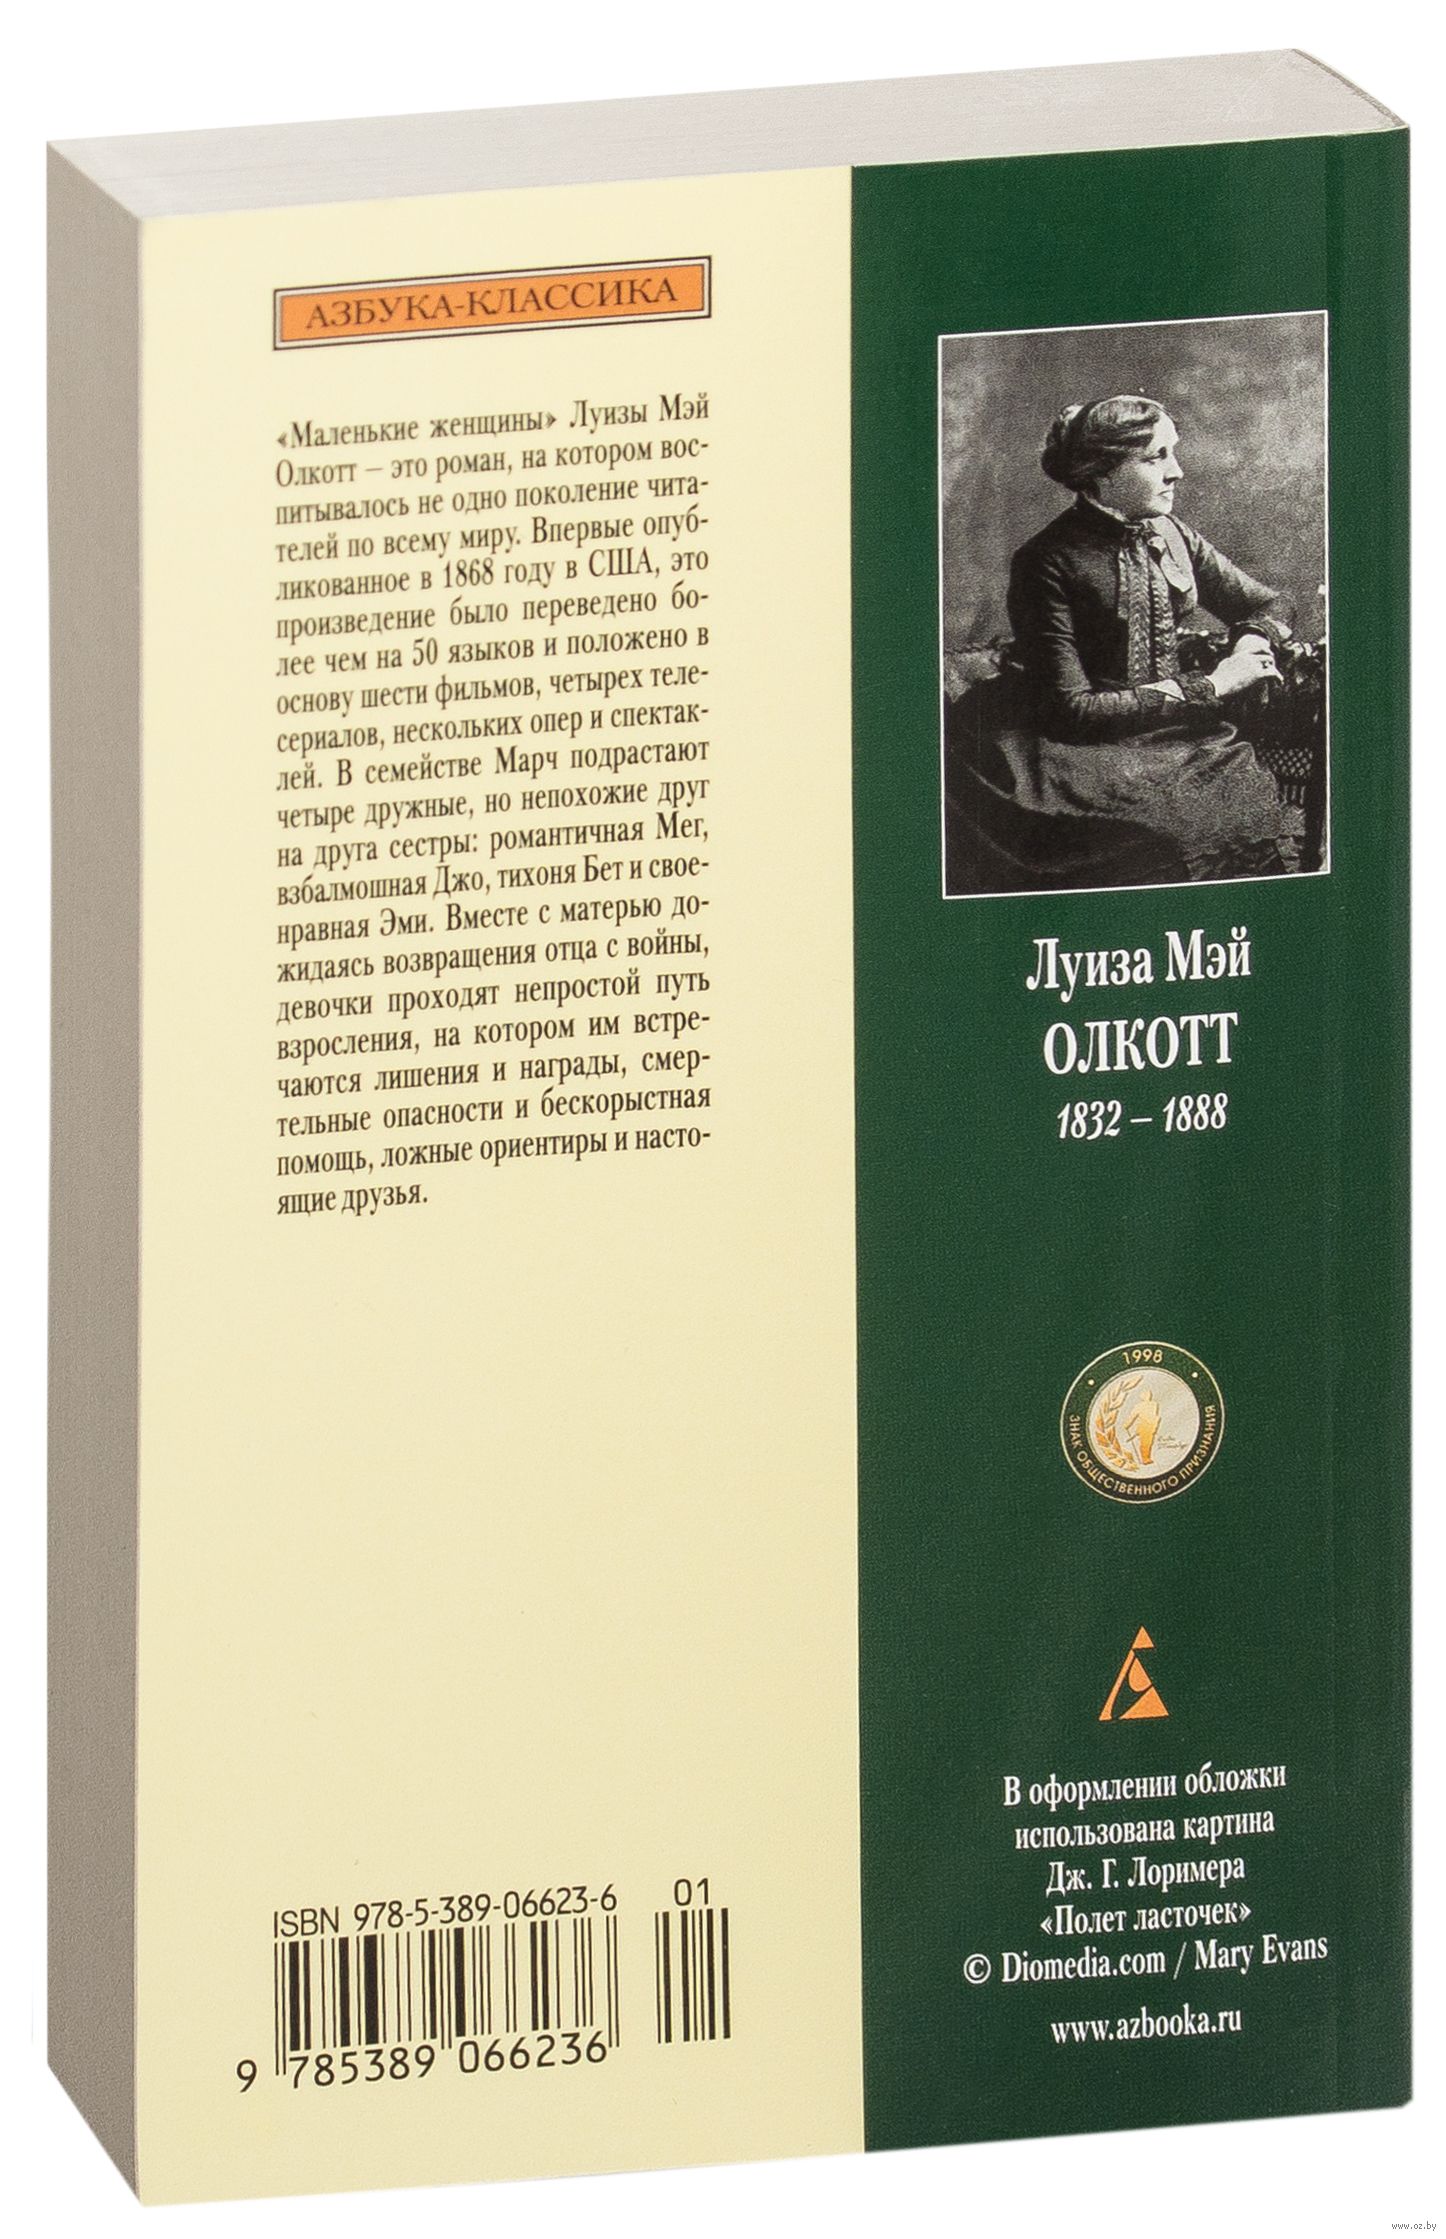 АЗБУКА-КЛАССИКА
«Маленькие женщины» Луизы Мэй
Олкотт – это роман, на котором вос-
питывалось не одно поколение чита-
телей по всему миру. Впервые опуб-
ликованное в 1868 году в США, это
произведение было переведено бо-
лее чем на 50 языков и положено в
основу шести фильмов, четырех теле-
сериалов, нескольких опер и спектак-
лей. В семействе Марч подрастают
четыре дружные, но непохожие друг
на друга сестры: романтичная Мег,
взбалмошная Джо, тихоня Бет и свое-
нравная Эми. Вместе с матерью до-
жидаясь возвращения отца с войны,
девочки проходят непростой путь
взросления, на котором им встре-
чаются лишения и награды, смер-
тельные опасности и бескорыстная
помощь, ложные ориентиры и насто-
ящие друзья.
ISBN 978-5-389-06623-6
01
9 785389 066236
Луиза Мэй
ОЛКОТТ
1832 – 1888
1998
ЗНАК ОБЩЕСТВЕННОГО ПРИЗНАНИЯ
В оформлении обложки
использована картина
Дж. Г. Лоримера
«Полет ласточек»
© Diomedia.com / Mary Evans
www.azbooka.ru
www.oz.by